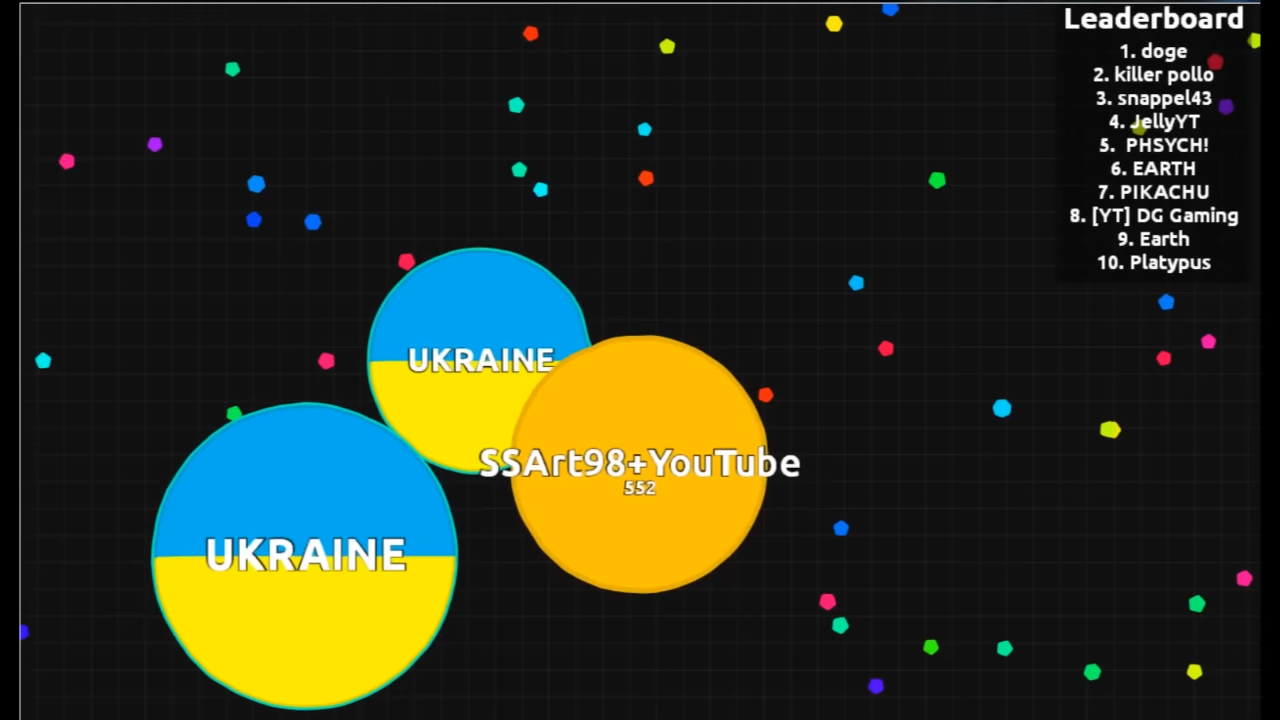 Leaderboard
1. doge
2. killer pollo
3. snappel43
4. JellyYT
5. PHSYCH!
6. EARTH
7. PIKACHU
8. [YT] DG Gaming
9. Earth
10. Platypus
UKRAINE
SSArt98+YouTube
552
UKRAINE